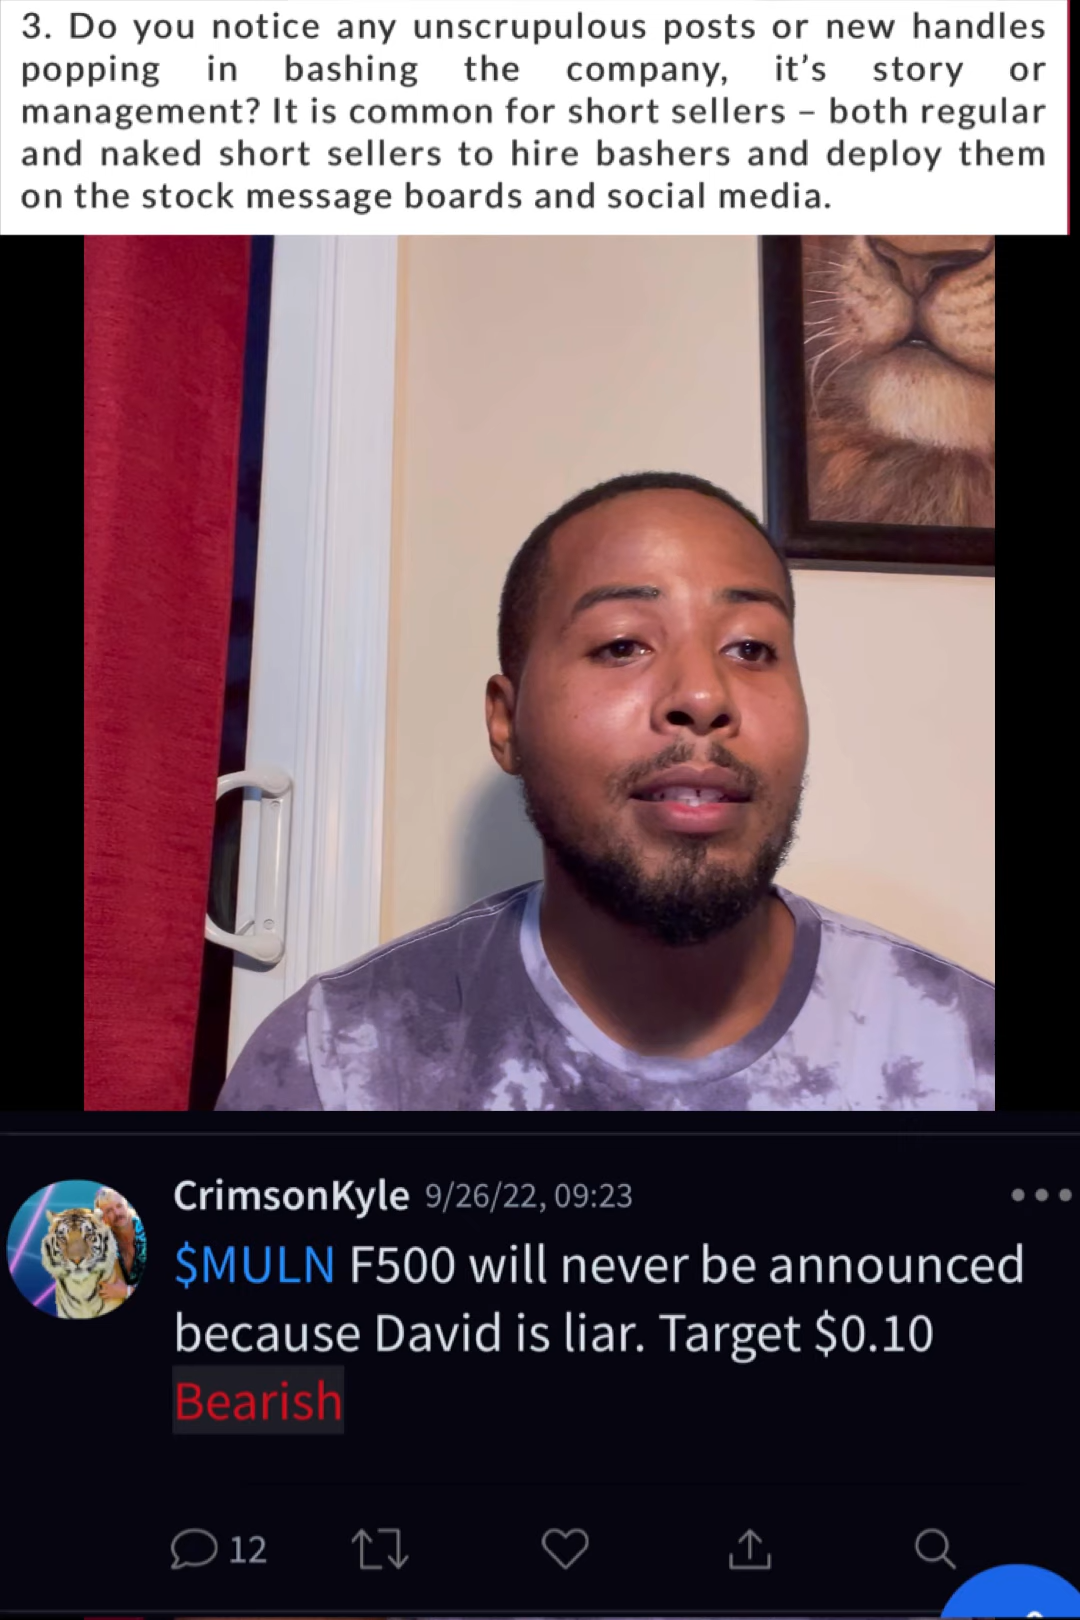 3. Do you notice any unscrupulous posts or new handles
popping in bashing the company, it's story or
management? It is common for short sellers – both regular
and naked short sellers to hire bashers and deploy them
on the stock message boards and social media.
CrimsonKyle 9/26/22, 09:23
$MULN F500 will never be announced
because David is liar. Target $0.10
Bearish
12